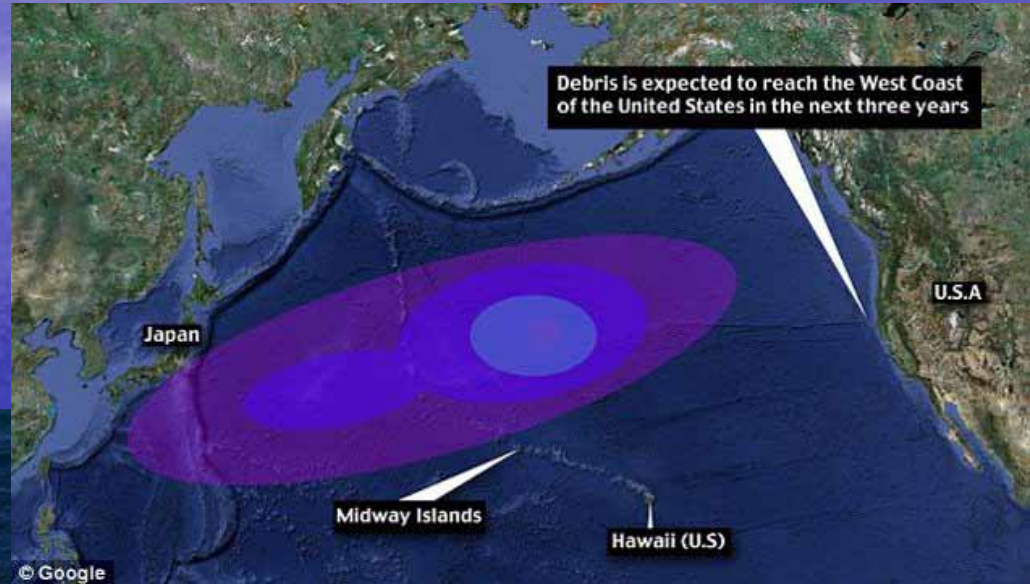 Debris is expected to reach the West Coast
of the United States in the next three years
U.S.A
Japan
Midway Islands
Hawaii (U.S)
© Google